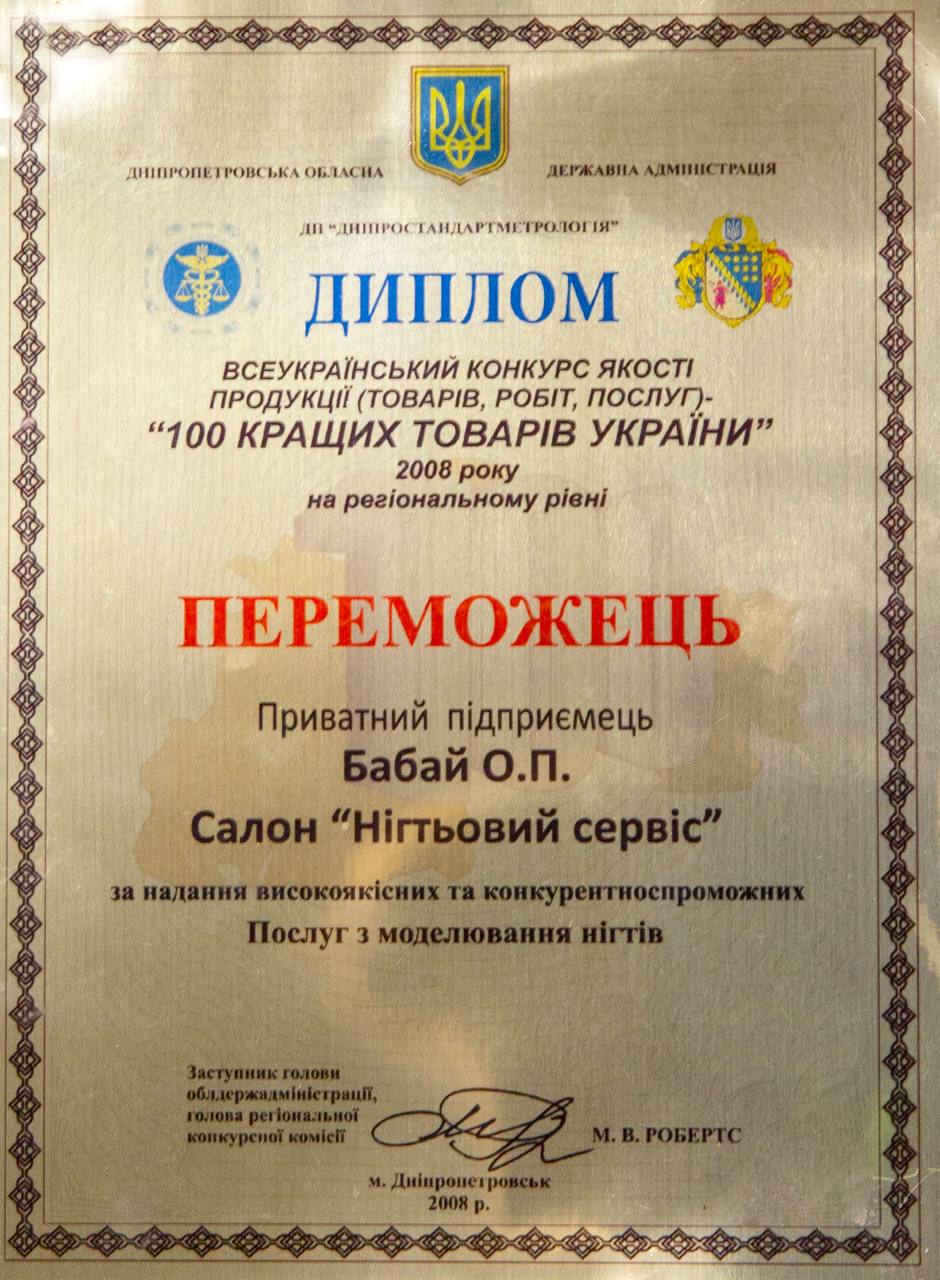 ДНІПРОПЕТРОВСЬКА ОБЛАСНА ДЕРЖАВНА АДМІНІСТРАЦІЯ
ДП “ДНІПРОСТАНДАРТМЕТРОЛОГІЯ”
ДИПЛОМ
ВСЕУКРАЇНСЬКИЙ КОНКУРС ЯКОСТІ
ПРОДУКЦІЇ (ТОВАРІВ, РОБІТ, ПОСЛУГ)-
“100 КРАЩИХ ТОВАРІВ УКРАЇНИ”
2008 року
на регіональному рівні
ПЕРЕМОЖЕЦЬ
Приватний підприємець
Бабай О.П.
Салон “Нігтьовий сервіс”
за надання високоякісних та конкурентноспроможних
Послуг з моделювання нігтів
Заступник голови
облдержадміністрації,
голова регіональної
конкурсної комісії
М. В. РОБЕРТС
м. Дніпропетровськ
2008 р.